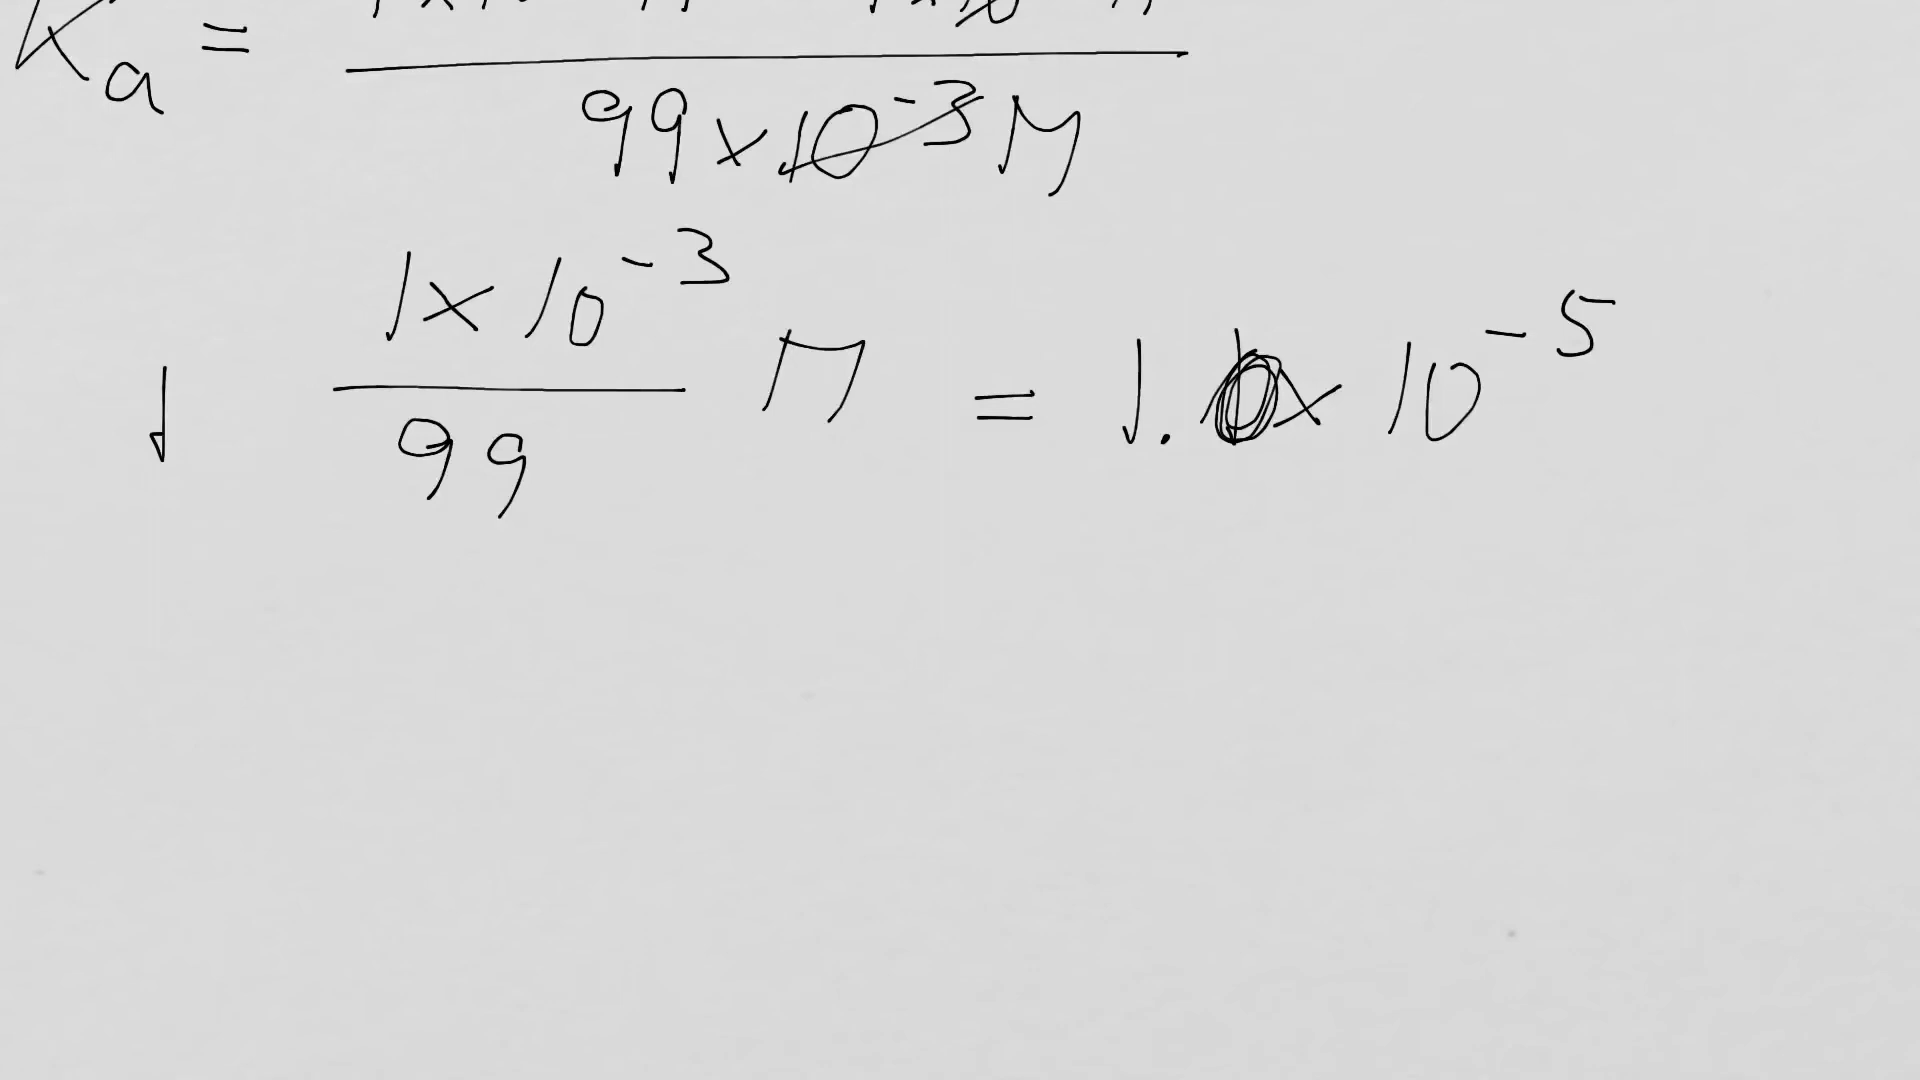 Ka =
99 x 10^-3 M
1 x 10^-3
99
M = 1.0 x 10^-5